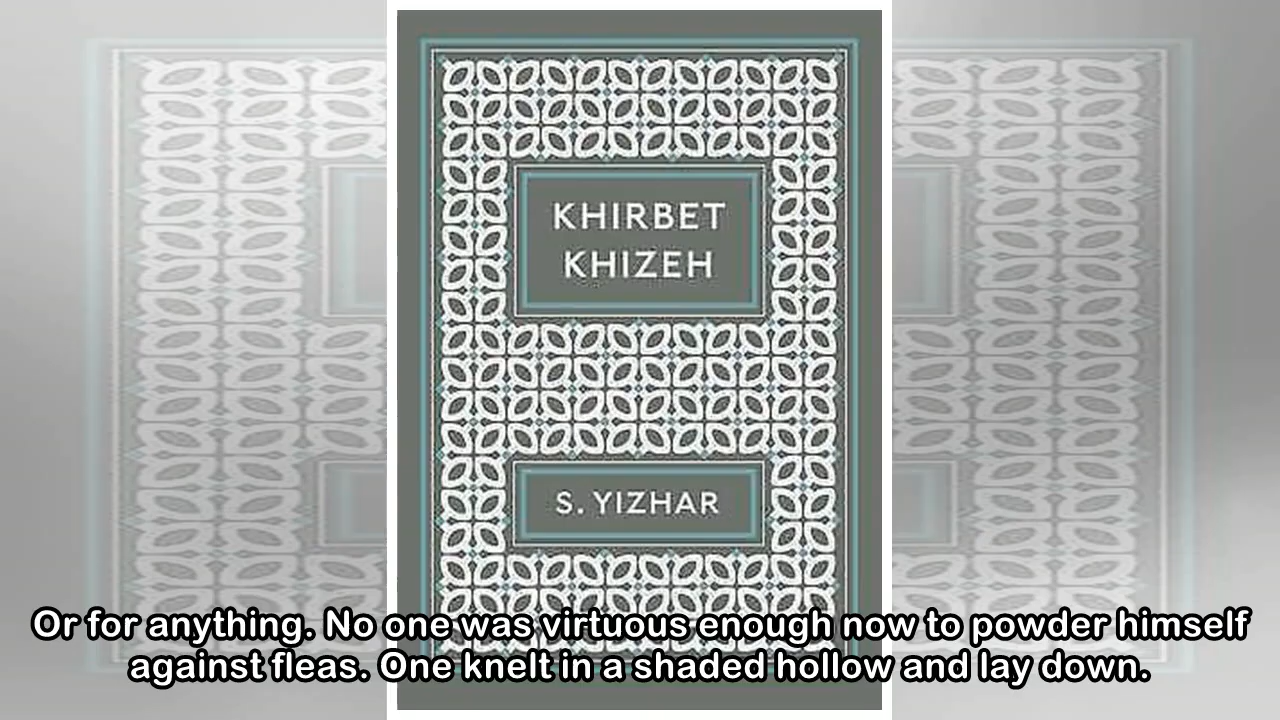 KHIRBET
KHIZEH
S. YIZHAR
Or for anything. No one was virtuous enough now to powder himself
against fleas. One knelt in a shaded hollow and lay down.